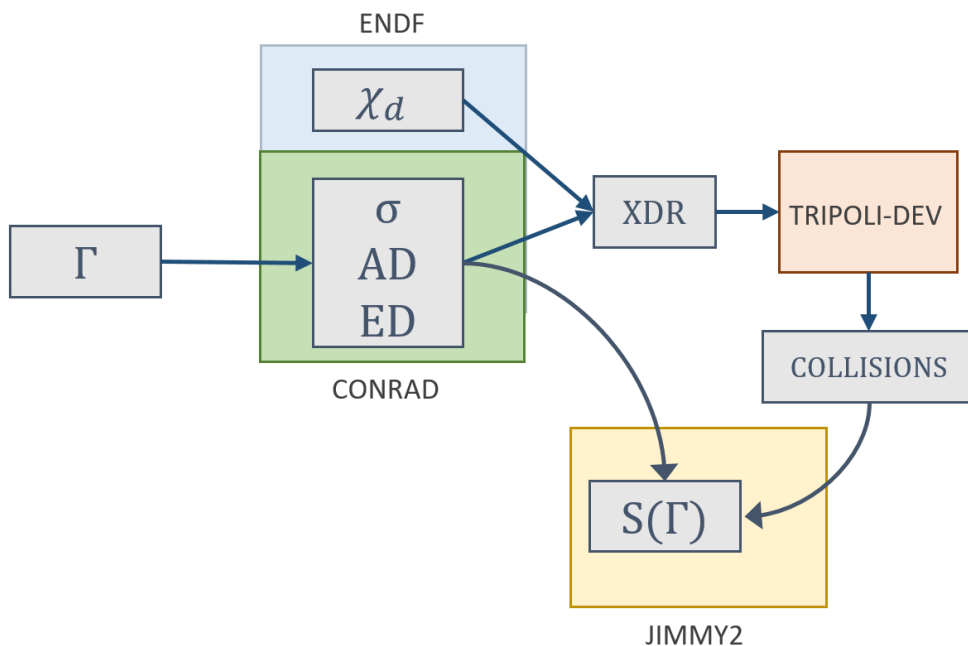 ENDF
χd
σ
AD
ED
CONRAD
Γ
XDR
TRIPOLI-DEV
COLLISIONS
S(Γ)
JIMMY2